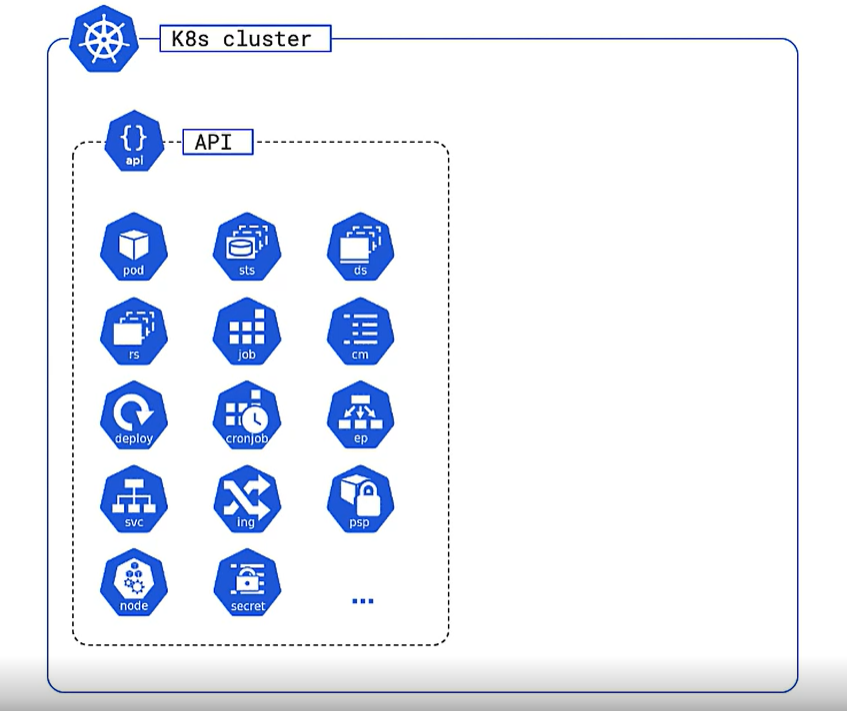 K8s cluster
{}
api
API
pod sts ds
rs job cm
deploy cronjob ep
svc ing psp
node secret ...